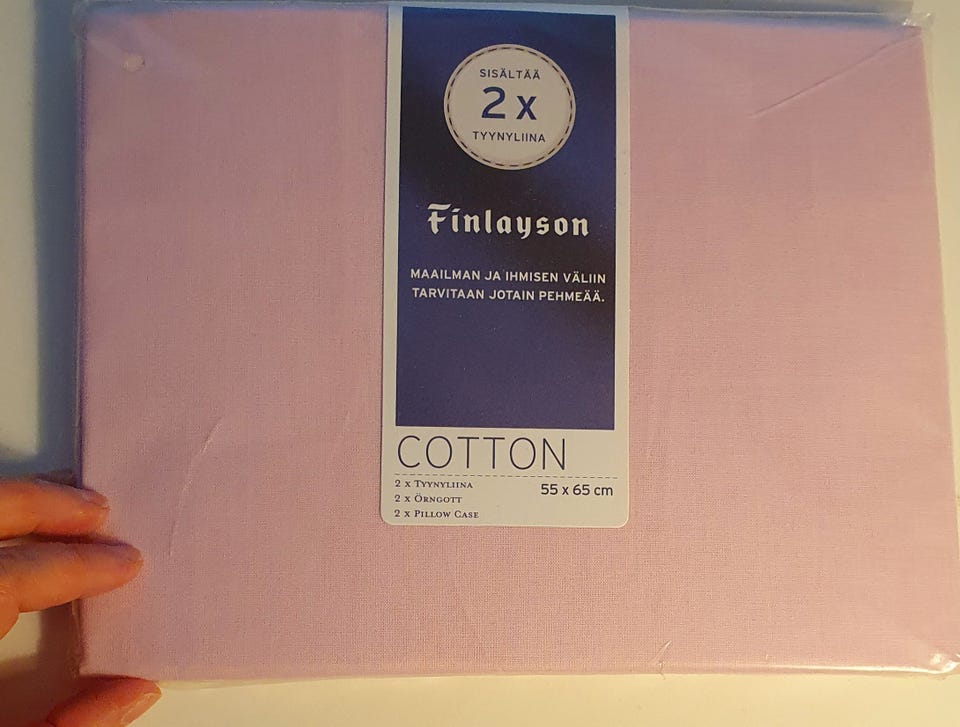 SISÄLTÄÄ
2 x
TYYNYLIINA
Finlayson
MAAILMAN JA IHMISEN VÄLIIN
TARVITAAN JOTAIN PEHMEÄÄ.
COTTON
2 x Tyynyliina
2 x Örngott
2 x Pillow Case
55 x 65 cm